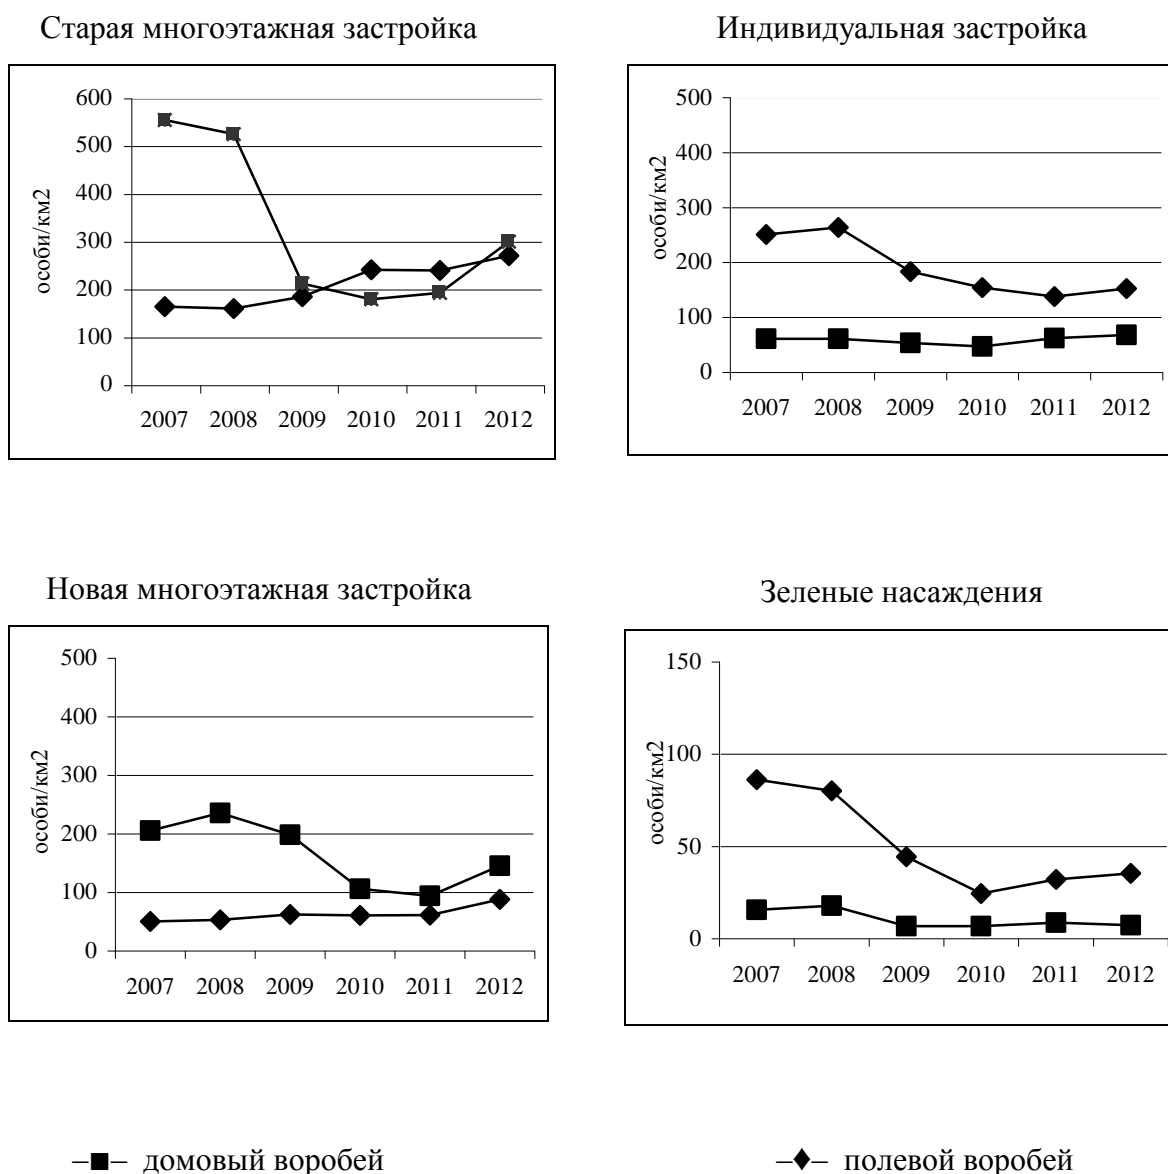 Старая многоэтажная застройка
Индивидуальная застройка
600
500
400
300
200
100
0
особи/км2
2007 2008 2009 2010 2011 2012
500
400
300
200
100
0
особи/км2
2007 2008 2009 2010 2011 2012
Новая многоэтажная застройка
Зеленые насаждения
500
400
300
200
100
0
особи/км2
2007 2008 2009 2010 2011 2012
150
100
50
0
особи/км2
2007 2008 2009 2010 2011 2012
домовый воробей
полевой воробей